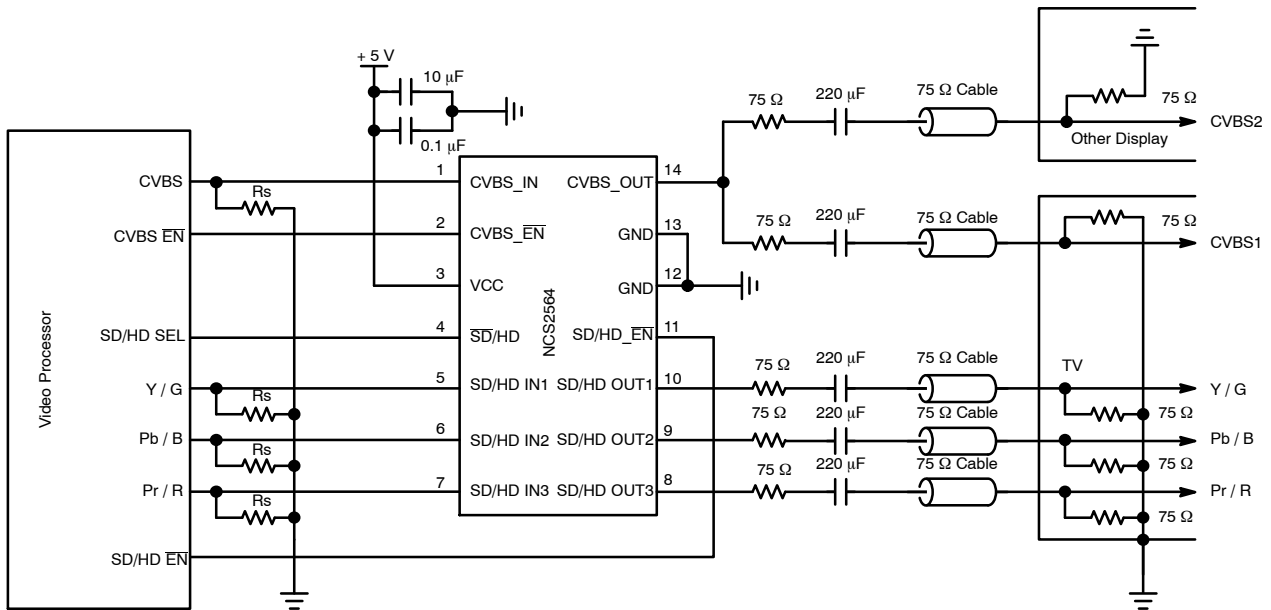 + 5 V
10 μF
0.1 μF
Video Processor
CVBS
CVBS E̅N̅
SD/HD SEL
Y / G
Pb / B
Pr / R
SD/HD E̅N̅
Rs
Rs
Rs
Rs
1
2
3
4
5
6
7
CVBS_IN
CVBS_E̅N̅
VCC
S̅D̅/HD
SD/HD IN1
SD/HD IN2
SD/HD IN3
NCS2564
CVBS_OUT
GND
GND
SD/HD_E̅N̅
SD/HD OUT1
SD/HD OUT2
SD/HD OUT3
14
13
12
11
10
9
8
75 Ω
220 μF
75 Ω Cable
75 Ω
Other Display
CVBS2
75 Ω
220 μF
75 Ω Cable
75 Ω
CVBS1
75 Ω
220 μF
75 Ω Cable
TV
Y / G
75 Ω
75 Ω
220 μF
75 Ω Cable
Pb / B
75 Ω
75 Ω
220 μF
75 Ω Cable
Pr / R
75 Ω